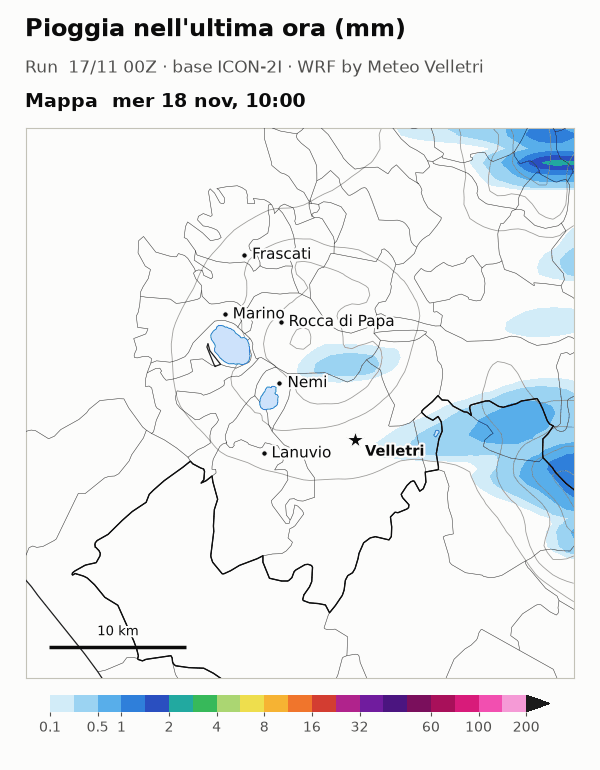 Pioggia nell'ultima ora (mm)
Run  17/11 00Z · base ICON-2I · WRF by Meteo Velletri
Mappa  mer 18 nov, 10:00
Frascati
Marino
Rocca di Papa
Nemi
Velletri
Lanuvio
10 km
0.1 0.5 1 2 4 8 16 32 60 100 200